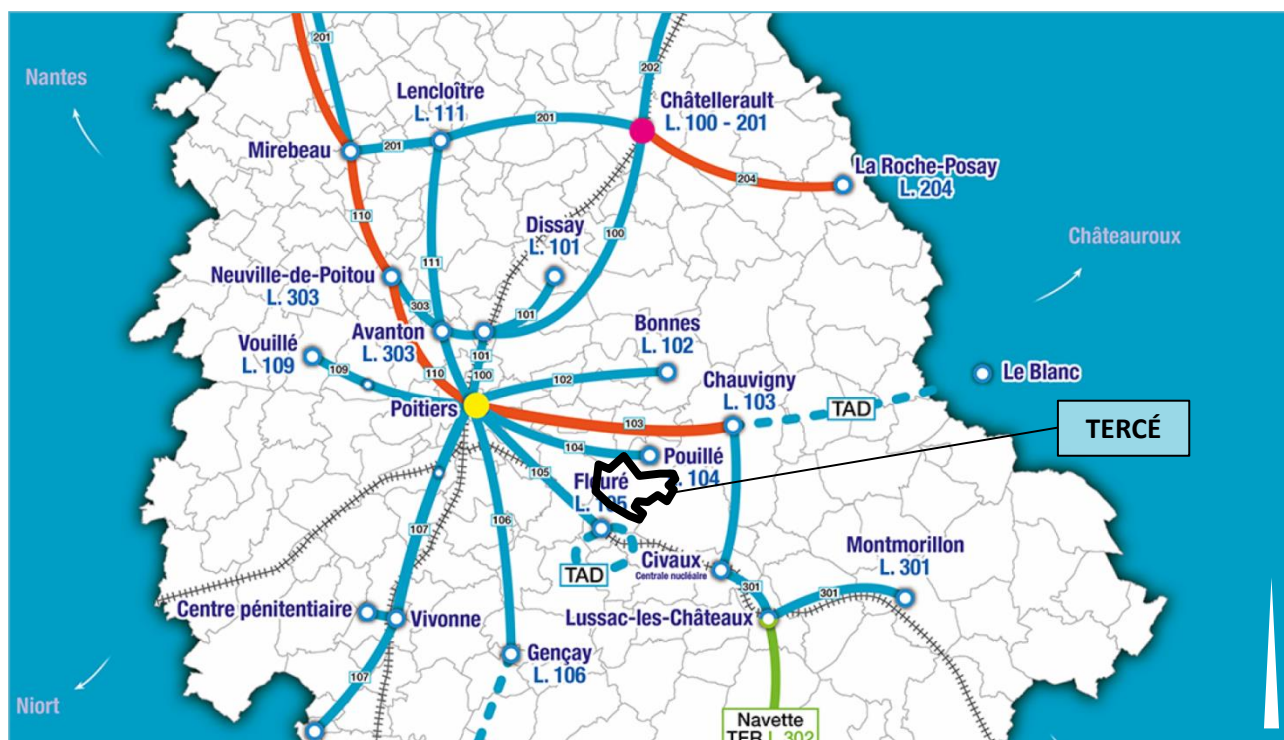 201
202
Nantes
Lencloître
L. 111
Châtellerault
L. 100 - 201
201
Mirebeau
201
204
La Roche-Posay
L. 204
110
Dissay
L. 101
100
Châteauroux
Neuville-de-Poitou
L. 303
111
303
101
Bonnes
L. 102
Vouillé
L. 109
Avanton
L. 303
101
110
100
109
102
Chauvigny
L. 103
Le Blanc
TAD
Poitiers
103
TERCÉ
104
Pouillé
L. 104
105
Fleuré
L. 105
106
107
TAD
Civaux
Centrale nucléaire
301
Montmorillon
L. 301
301
Centre pénitentiaire
Vivonne
Lussac-les-Châteaux
Gençay
L. 106
107
Niort
Navette
TER L. 302